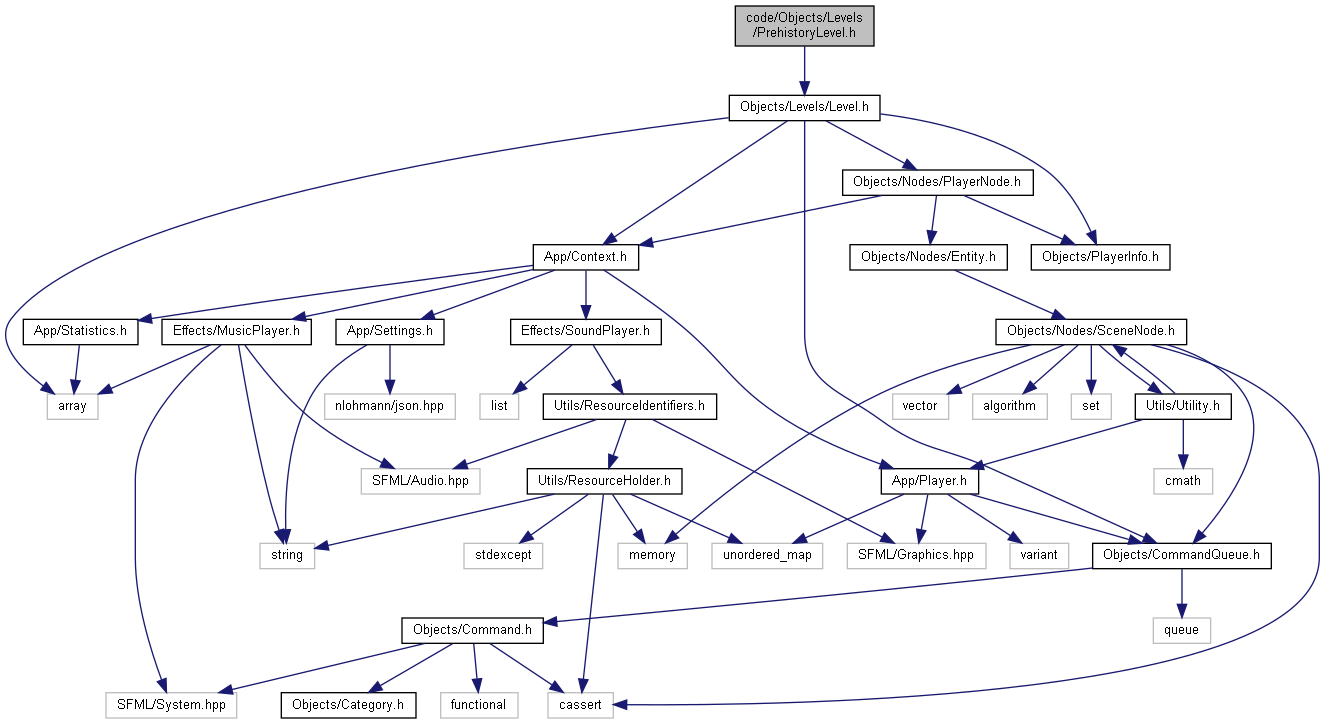 code/Objects/Levels
/PrehistoryLevel.h
Objects/Levels/Level.h
Objects/Nodes/PlayerNode.h
App/Context.h
Objects/Nodes/Entity.h
Objects/PlayerInfo.h
App/Statistics.h
Effects/MusicPlayer.h
App/Settings.h
Effects/SoundPlayer.h
Objects/Nodes/SceneNode.h
array
nlohmann/json.hpp
list
Utils/ResourceIdentifiers.h
vector
algorithm
set
Utils/Utility.h
SFML/Audio.hpp
Utils/ResourceHolder.h
App/Player.h
cmath
string
stdexcept
memory
unordered_map
SFML/Graphics.hpp
variant
Objects/CommandQueue.h
Objects/Command.h
queue
SFML/System.hpp
Objects/Category.h
functional
cassert